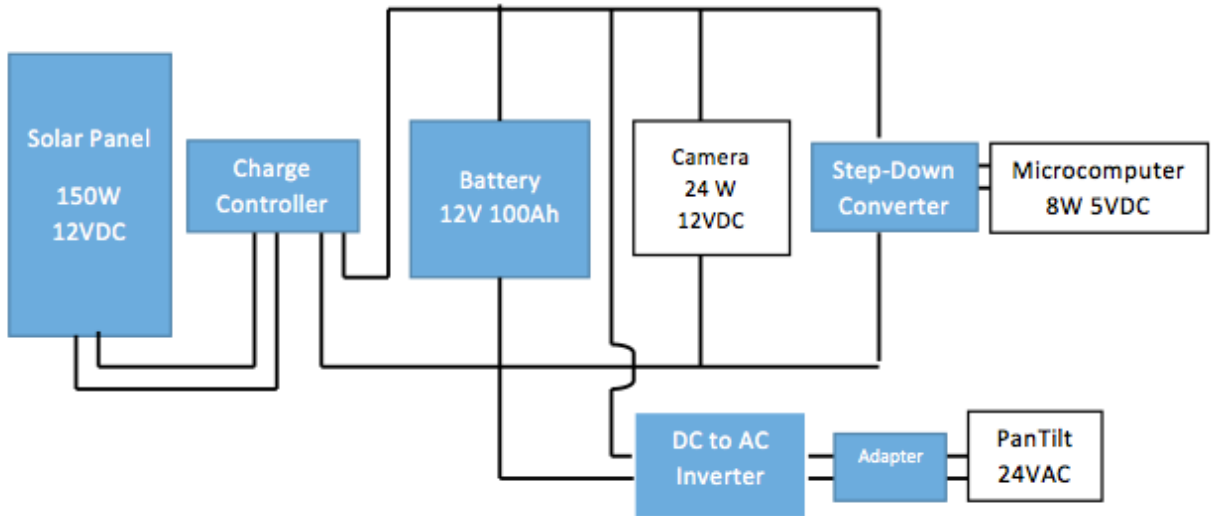 Solar Panel
150W
12VDC
Charge
Controller
Battery
12V 100Ah
Camera
24 W
12VDC
Step-Down
Converter
Microcomputer
8W 5VDC
DC to AC
Inverter
Adapter
PanTilt
24VAC